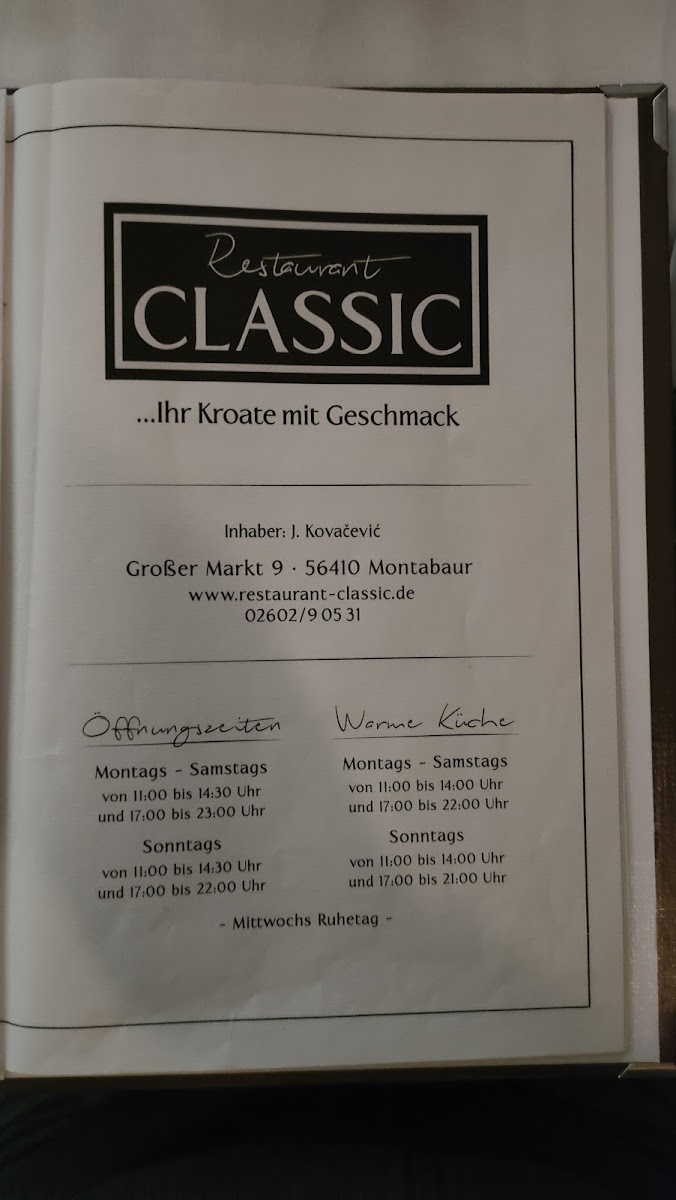 Restaurant
CLASSIC
...Ihr Kroate mit Geschmack
Inhaber: J. Kovačević
Großer Markt 9 · 56410 Montabaur
www.restaurant-classic.de
02602/9 05 31
Öffnungszeiten
Montags - Samstags
von 11:00 bis 14:30 Uhr
und 17:00 bis 23:00 Uhr
Sonntags
von 11:00 bis 14:30 Uhr
und 17:00 bis 22:00 Uhr
Warme Küche
Montags - Samstags
von 11:00 bis 14:00 Uhr
und 17:00 bis 22:00 Uhr
Sonntags
von 11:00 bis 14:00 Uhr
und 17:00 bis 21:00 Uhr
- Mittwochs Ruhetag -